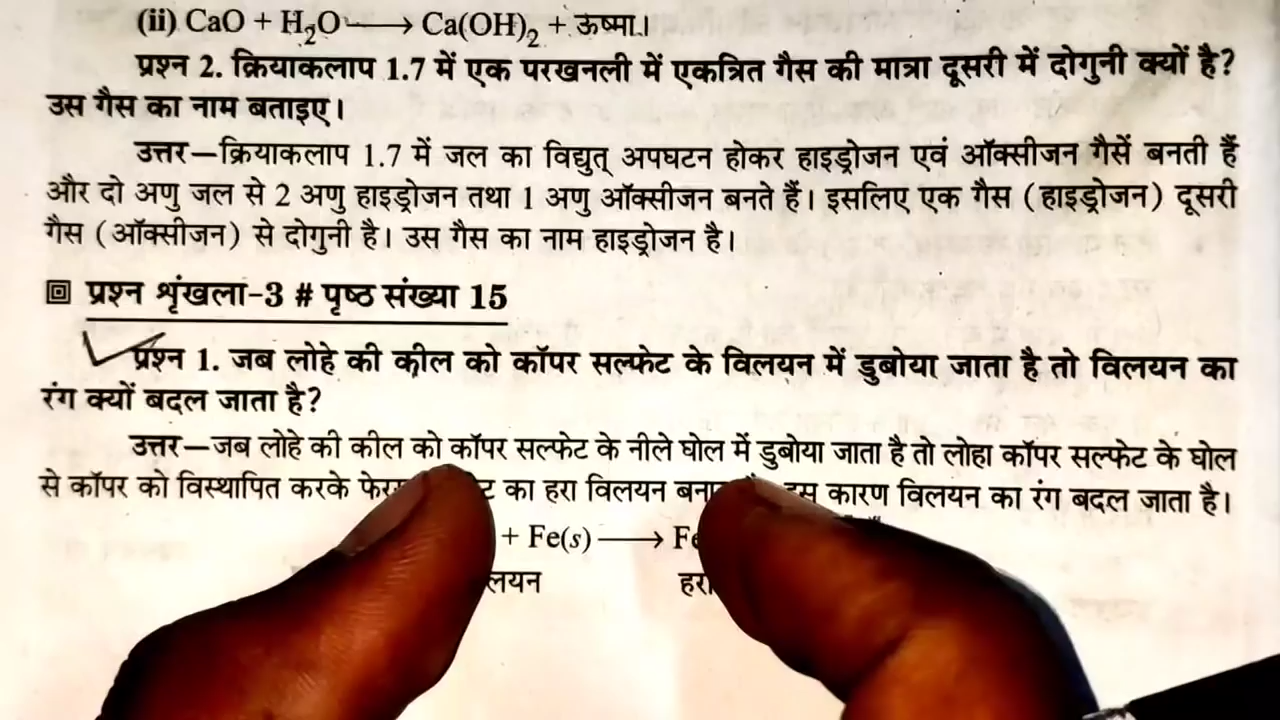 (ii) CaO + H₂O ⟶ Ca(OH)₂ + ऊष्मा।
प्रश्न 2. क्रियाकलाप 1.7 में एक परखनली में एकत्रित गैस की मात्रा दूसरी में दोगुनी क्यों है?
उस गैस का नाम बताइए।
उत्तर—क्रियाकलाप 1.7 में जल का विद्युत् अपघटन होकर हाइड्रोजन एवं ऑक्सीजन गैसें बनती हैं
और दो अणु जल से 2 अणु हाइड्रोजन तथा 1 अणु ऑक्सीजन बनते हैं। इसलिए एक गैस (हाइड्रोजन) दूसरी
गैस (ऑक्सीजन) से दोगुनी है। उस गैस का नाम हाइड्रोजन है।
प्रश्न शृंखला-3 # पृष्ठ संख्या 15
प्रश्न 1. जब लोहे की कील को कॉपर सल्फेट के विलयन में डुबोया जाता है तो विलयन का
रंग क्यों बदल जाता है?
उत्तर—जब लोहे की कील को कॉपर सल्फेट के नीले घोल में डुबोया जाता है तो लोहा कॉपर सल्फेट के घोल
से कॉपर को विस्थापित करके का हरा विलयन कारण विलयन का रंग बदल जाता है।
+ Fe(s) ⟶